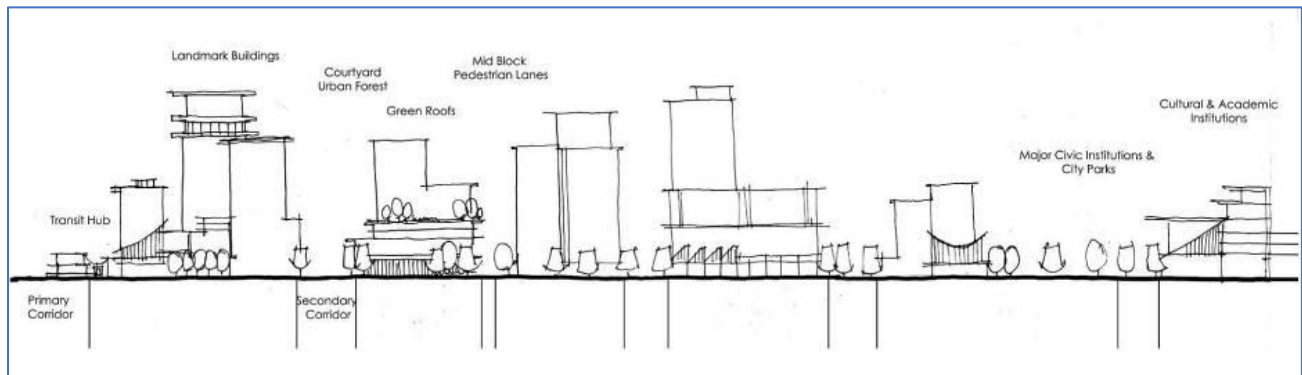 Landmark Buildings
Courtyard
Urban Forest
Green Roofs
Mid Block
Pedestrian Lanes
Cultural & Academic
Institutions
Major Civic Institutions &
City Parks
Transit Hub
Primary
Corridor
Secondary
Corridor